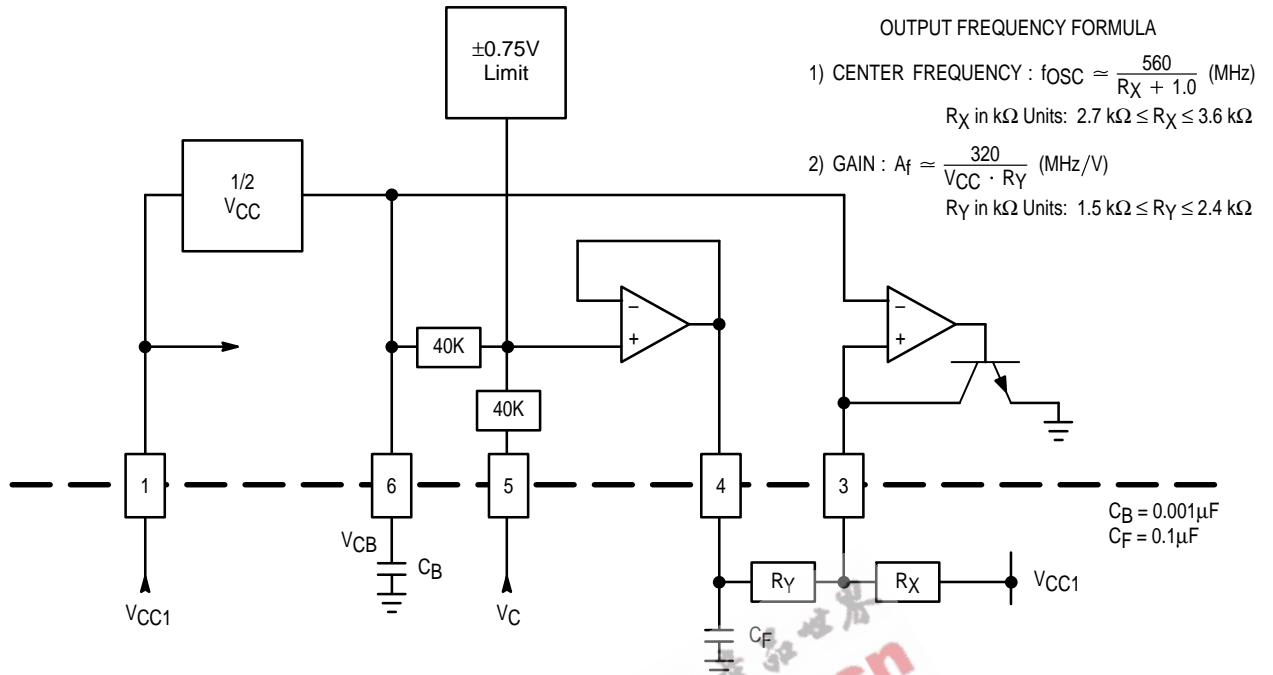 OUTPUT FREQUENCY FORMULA
1) CENTER FREQUENCY : fOSC ≃ 560 / (RX + 1.0) (MHz)
RX in kΩ Units: 2.7 kΩ ≤ RX ≤ 3.6 kΩ
2) GAIN : Af ≃ 320 / (VCC · RY) (MHz/V)
RY in kΩ Units: 1.5 kΩ ≤ RY ≤ 2.4 kΩ
±0.75V
Limit
1/2
VCC
−
+
−
+
40K
40K
1
6
5
4
3
CB = 0.001µF
CF = 0.1µF
VCB
CB
RY
RX
VCC1
VCC1
VC
CF